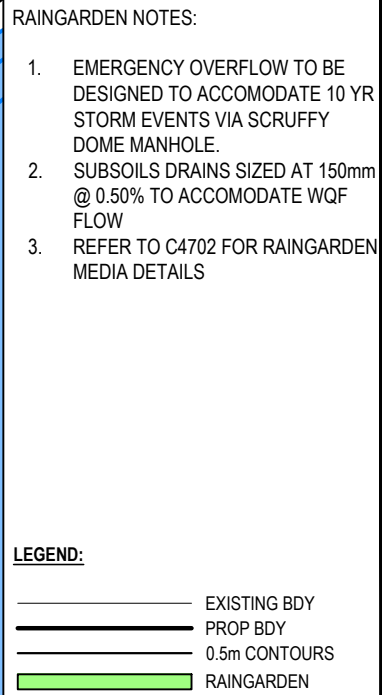 RAINGARDEN NOTES:
1. EMERGENCY OVERFLOW TO BE
DESIGNED TO ACCOMODATE 10 YR
STORM EVENTS VIA SCRUFFY
DOME MANHOLE.
2. SUBSOILS DRAINS SIZED AT 150mm
@ 0.50% TO ACCOMODATE WQF
FLOW
3. REFER TO C4702 FOR RAINGARDEN
MEDIA DETAILS
LEGEND:
EXISTING BDY
PROP BDY
0.5m CONTOURS
RAINGARDEN